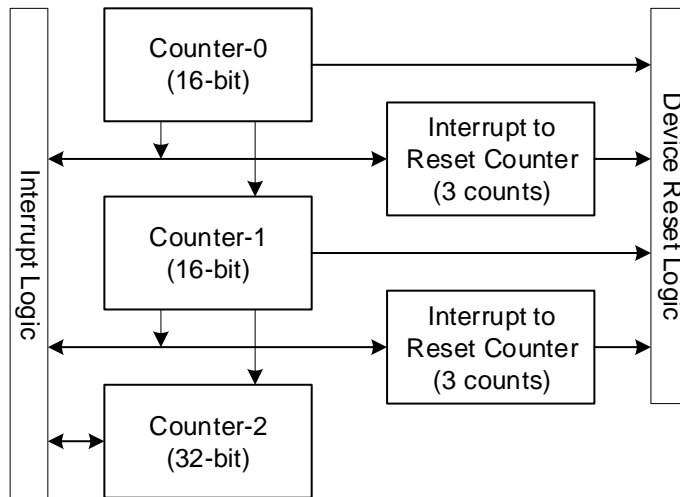 Interrupt Logic
Counter-0
(16-bit)
Interrupt to
Reset Counter
(3 counts)
Counter-1
(16-bit)
Interrupt to
Reset Counter
(3 counts)
Counter-2
(32-bit)
Device Reset Logic